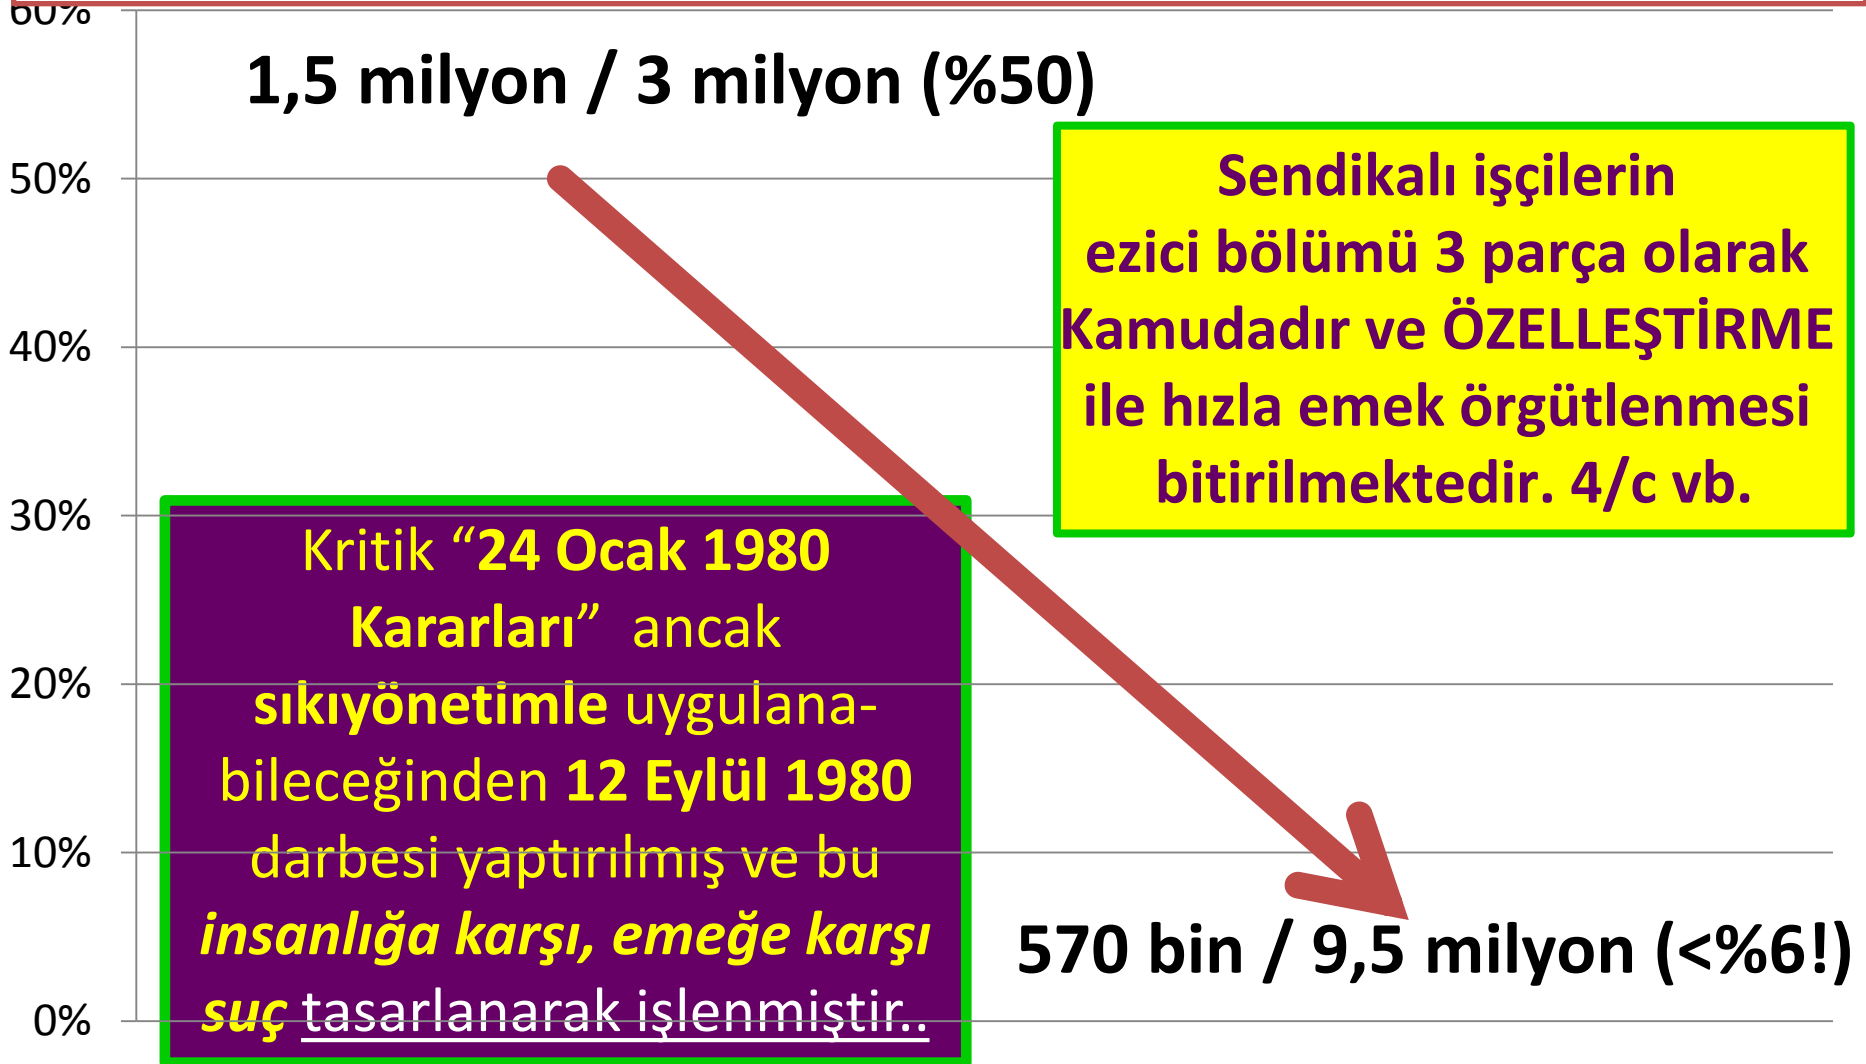 60%
1,5 milyon / 3 milyon (%50)
50%
Sendikalı işçilerin
ezici bölümü 3 parça olarak
Kamudadır ve ÖZELLEŞTİRME
ile hızla emek örgütlenmesi
bitirilmektedir. 4/c vb.
40%
30%
Kritik “24 Ocak 1980
Kararları” ancak
sıkıyönetimle uygulana-
bileceğinden 12 Eylül 1980
darbesi yaptırılmış ve bu
insanlığa karşı, emeğe karşı
suç tasarlanarak işlenmiştir..
20%
10%
570 bin / 9,5 milyon (<%6!)
0%